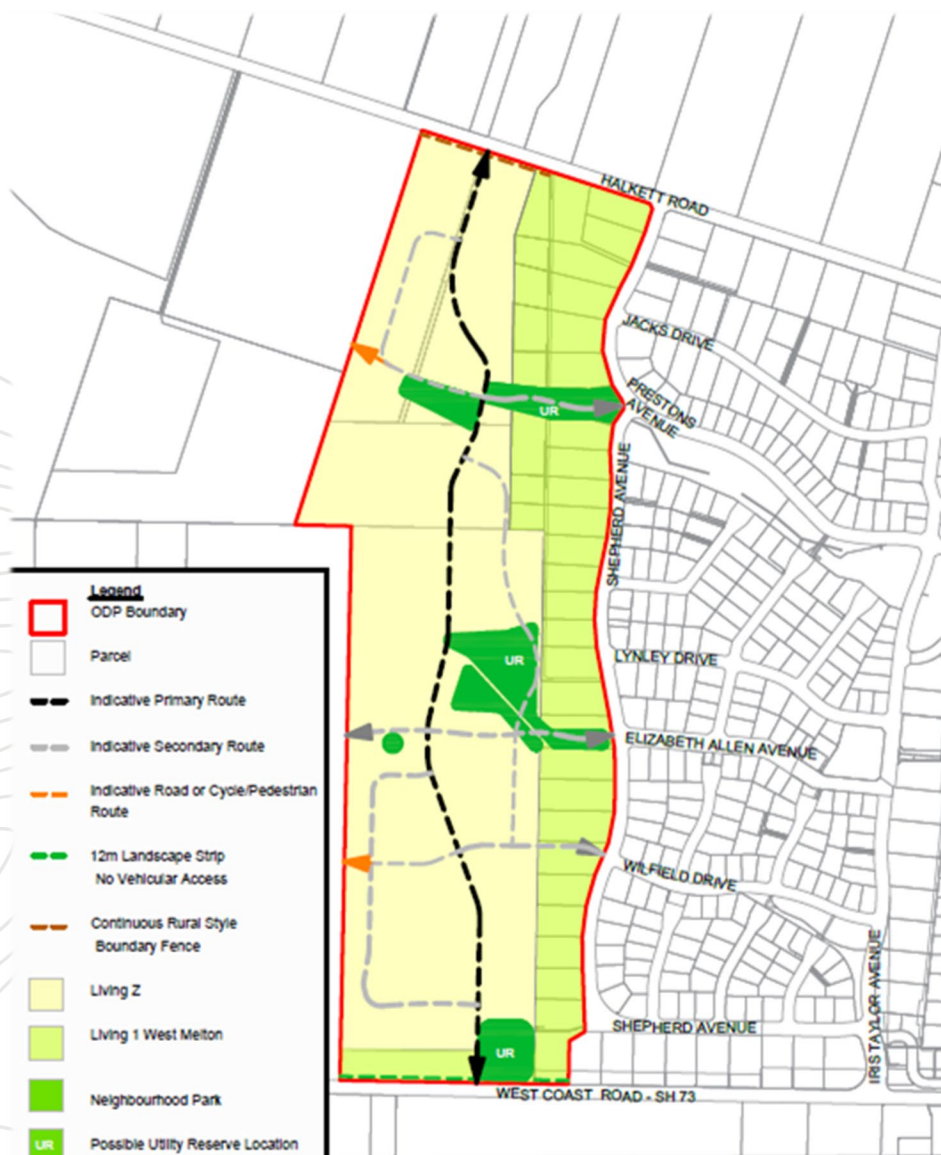 HALKETT ROAD
JACKS DRIVE
PRESTONS
AVENUE
UR
SHEPHERD AVENUE
Legend
ODP Boundary
Parcel
Indicative Primary Route
Indicative Secondary Route
Indicative Road or Cycle/Pedestrian
Route
12m Landscape Strip
No Vehicular Access
Continuous Rural Style
Boundary Fence
Living Z
Living 1 West Melton
Neighbourhood Park
UR
Possible Utility Reserve Location
UR
LYNLEY DRIVE
ELIZABETH ALLEN AVENUE
WILFIELD DRIVE
IRIS TAYLOR AVENUE
SHEPHERD AVENUE
UR
WEST COAST ROAD - SH 73